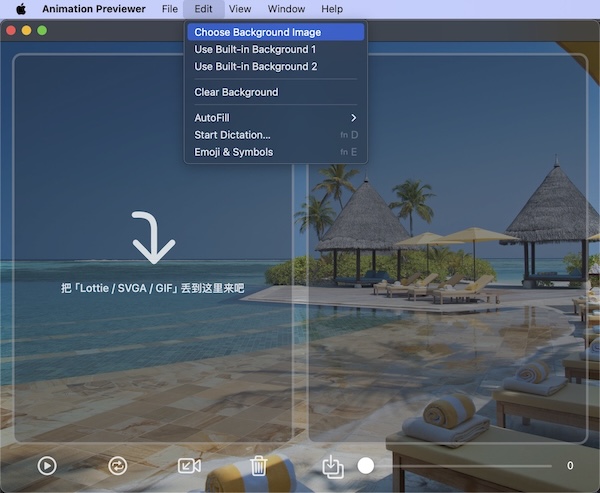 Animation Previewer File Edit View Window Help
Choose Background Image
Use Built-in Background 1
Use Built-in Background 2
Clear Background
AutoFill
Start Dictation... fn D
Emoji & Symbols fn E
把「Lottie / SVGA / GIF」丢到这里来吧
0